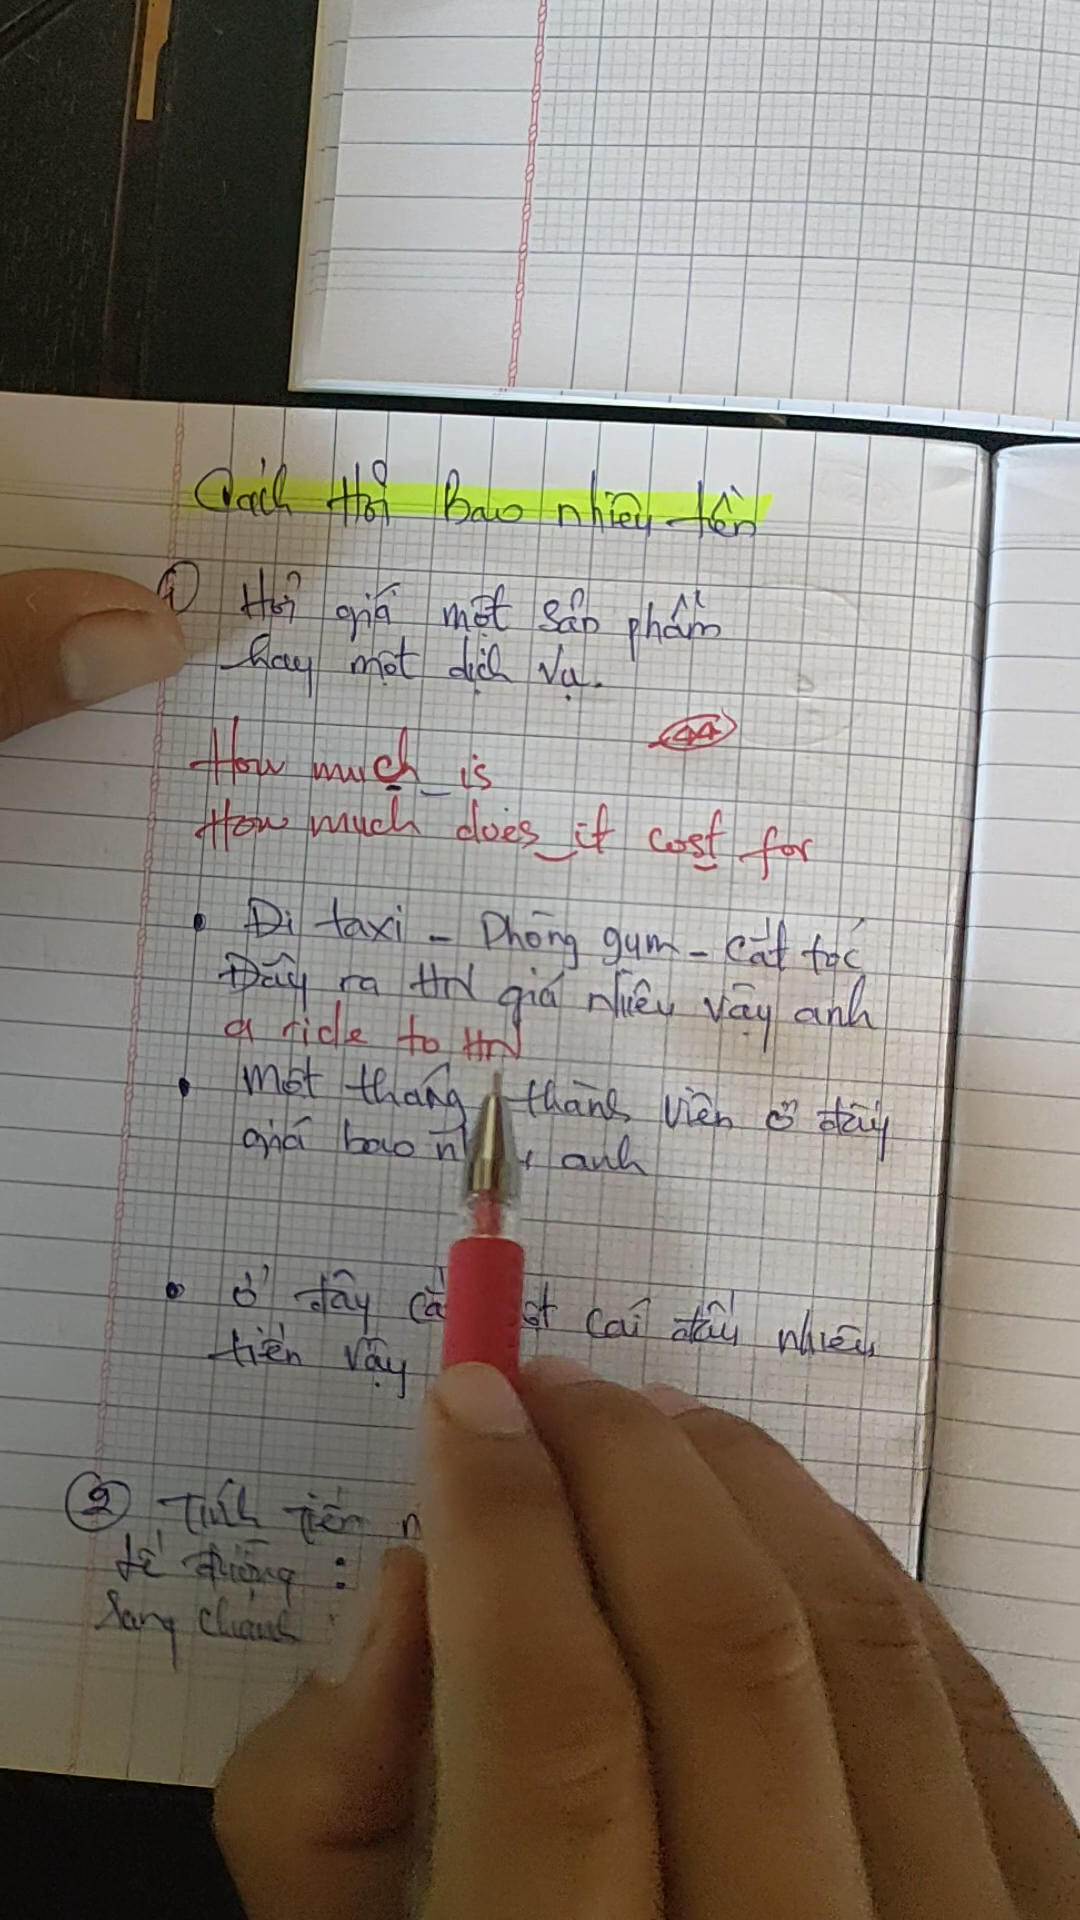 Cách Hỏi Bao nhiêu tiền
① Hỏi giá một sản phẩm
hay một dịch vụ.
44
How much is
How much does it cost for
• Đi taxi - Phòng gym - cắt tóc
Đây ra HN giá nhiêu vậy anh
a ride to HN
• Một tháng thành viên ở đây
giá bao anh
• Ở đây cái đầu nhiêu
tiền vậy
② Tính tiền
tế
Sang